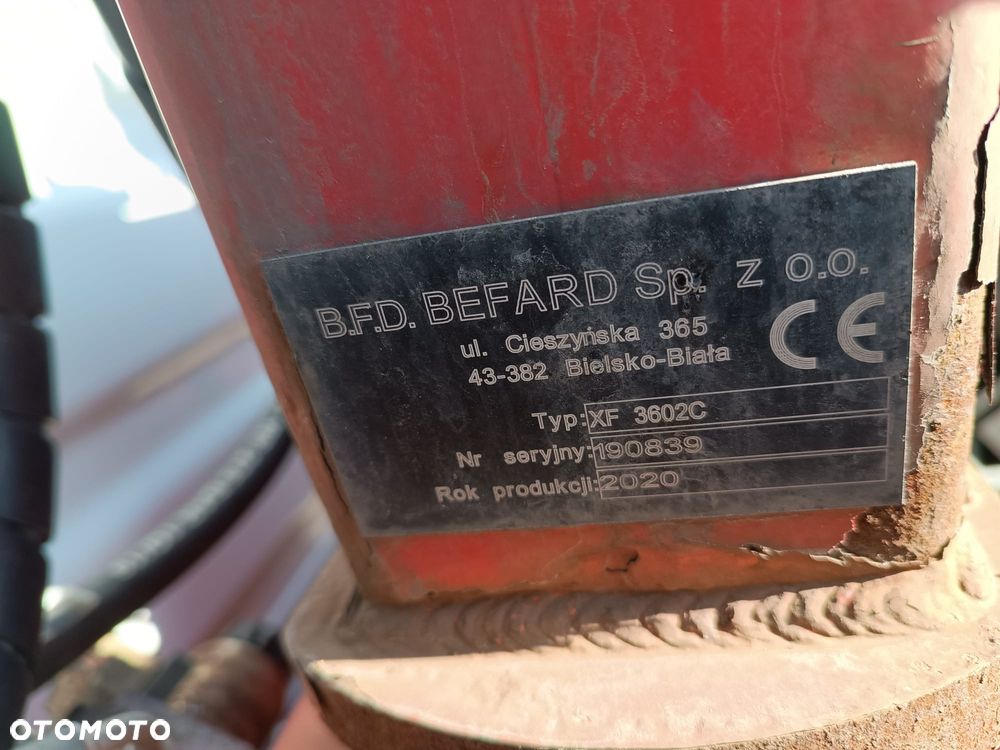 B.F.D. BEFARD Sp. z o.o.
ul. Cieszyńska 365
43-382 Bielsko-Biała
CE
Typ: XF 3602C
Nr seryjny: 190839
Rok produkcji: 2020
OTOMOTO